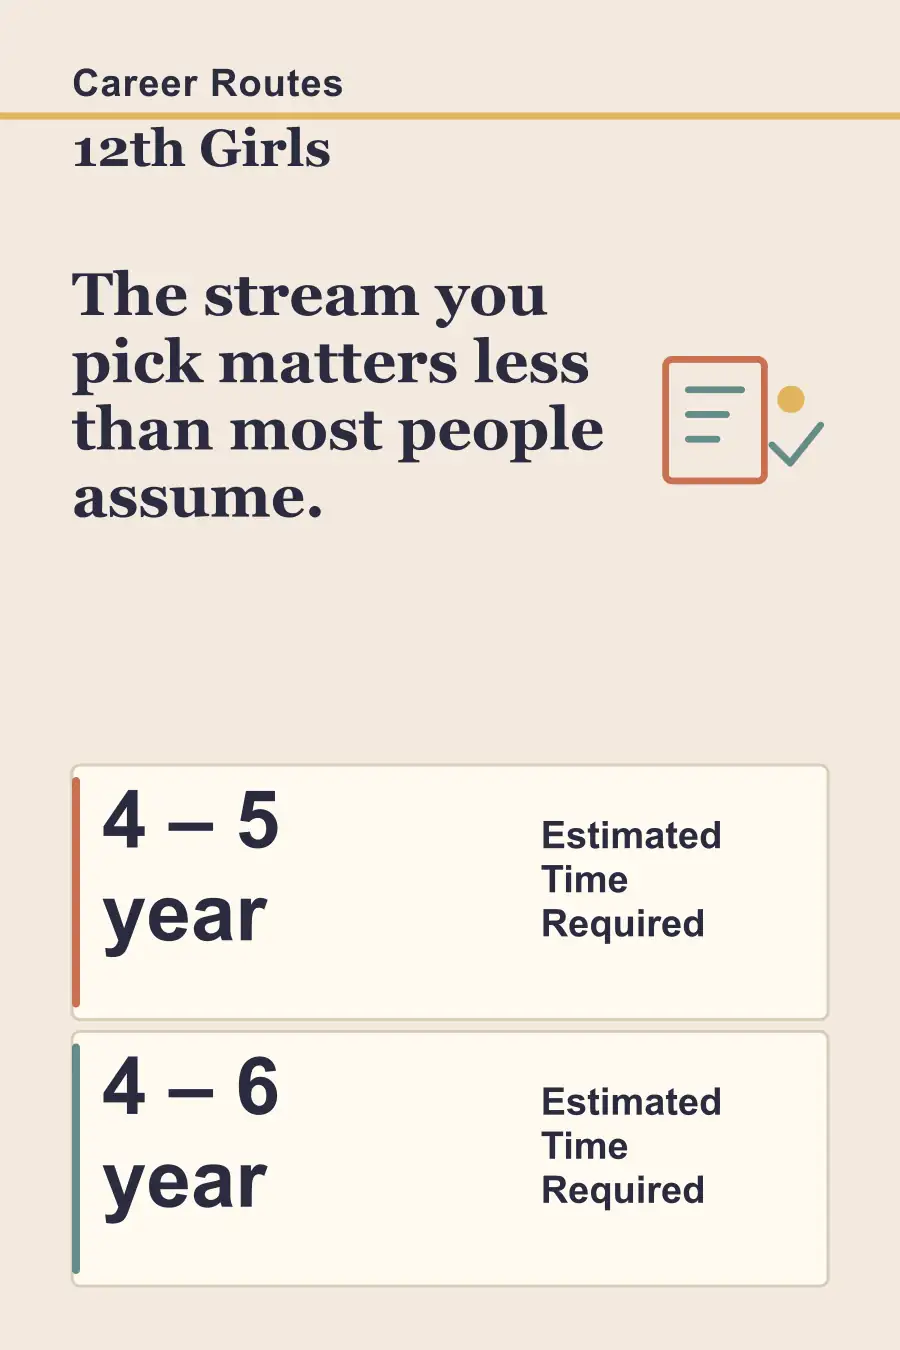 Career Routes
12th Girls
The stream you
pick matters less
than most people
assume.
4 – 5
year
Estimated
Time
Required
4 – 6
year
Estimated
Time
Required